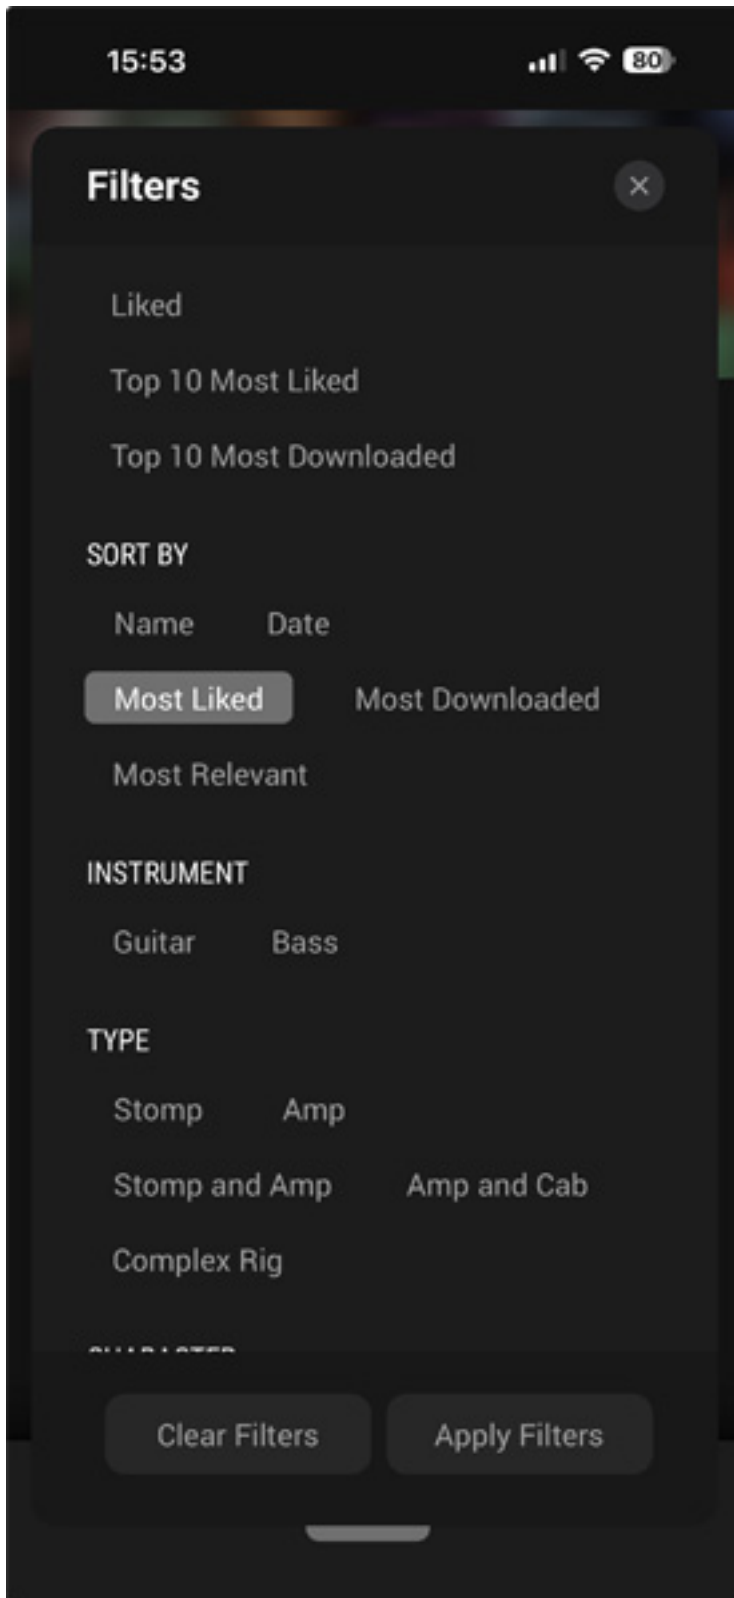 15:53
80
Filters
Liked
Top 10 Most Liked
Top 10 Most Downloaded
SORT BY
Name Date
Most Liked Most Downloaded
Most Relevant
INSTRUMENT
Guitar Bass
TYPE
Stomp Amp
Stomp and Amp Amp and Cab
Complex Rig
CHARACTER
Clear Filters Apply Filters